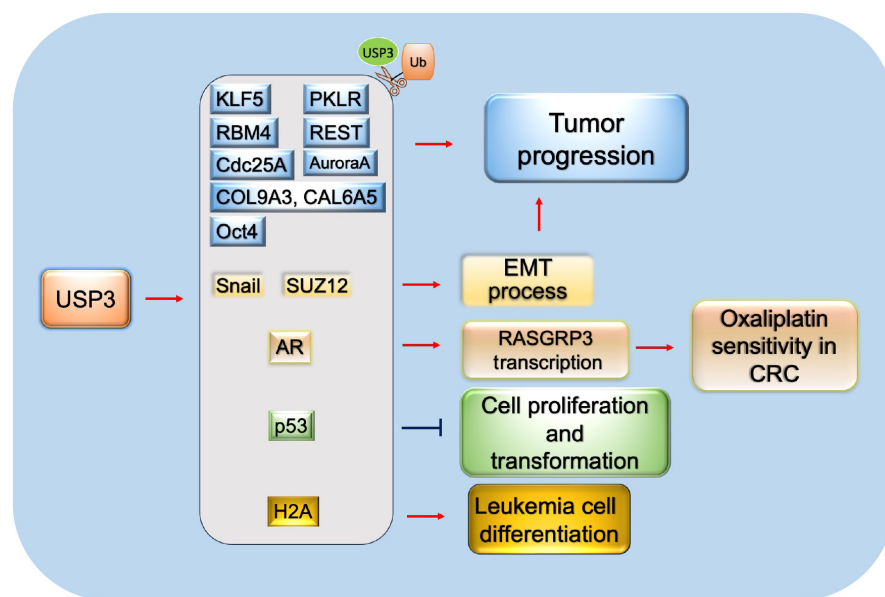 USP3
Ub
KLF5
PKLR
RBM4
REST
Cdc25A
AuroraA
COL9A3, CAL6A5
Oct4
Tumor
progression
USP3
Snail
SUZ12
EMT
process
AR
RASGRP3
transcription
Oxaliplatin
sensitivity in
CRC
p53
Cell proliferation
and
transformation
H2A
Leukemia cell
differentiation